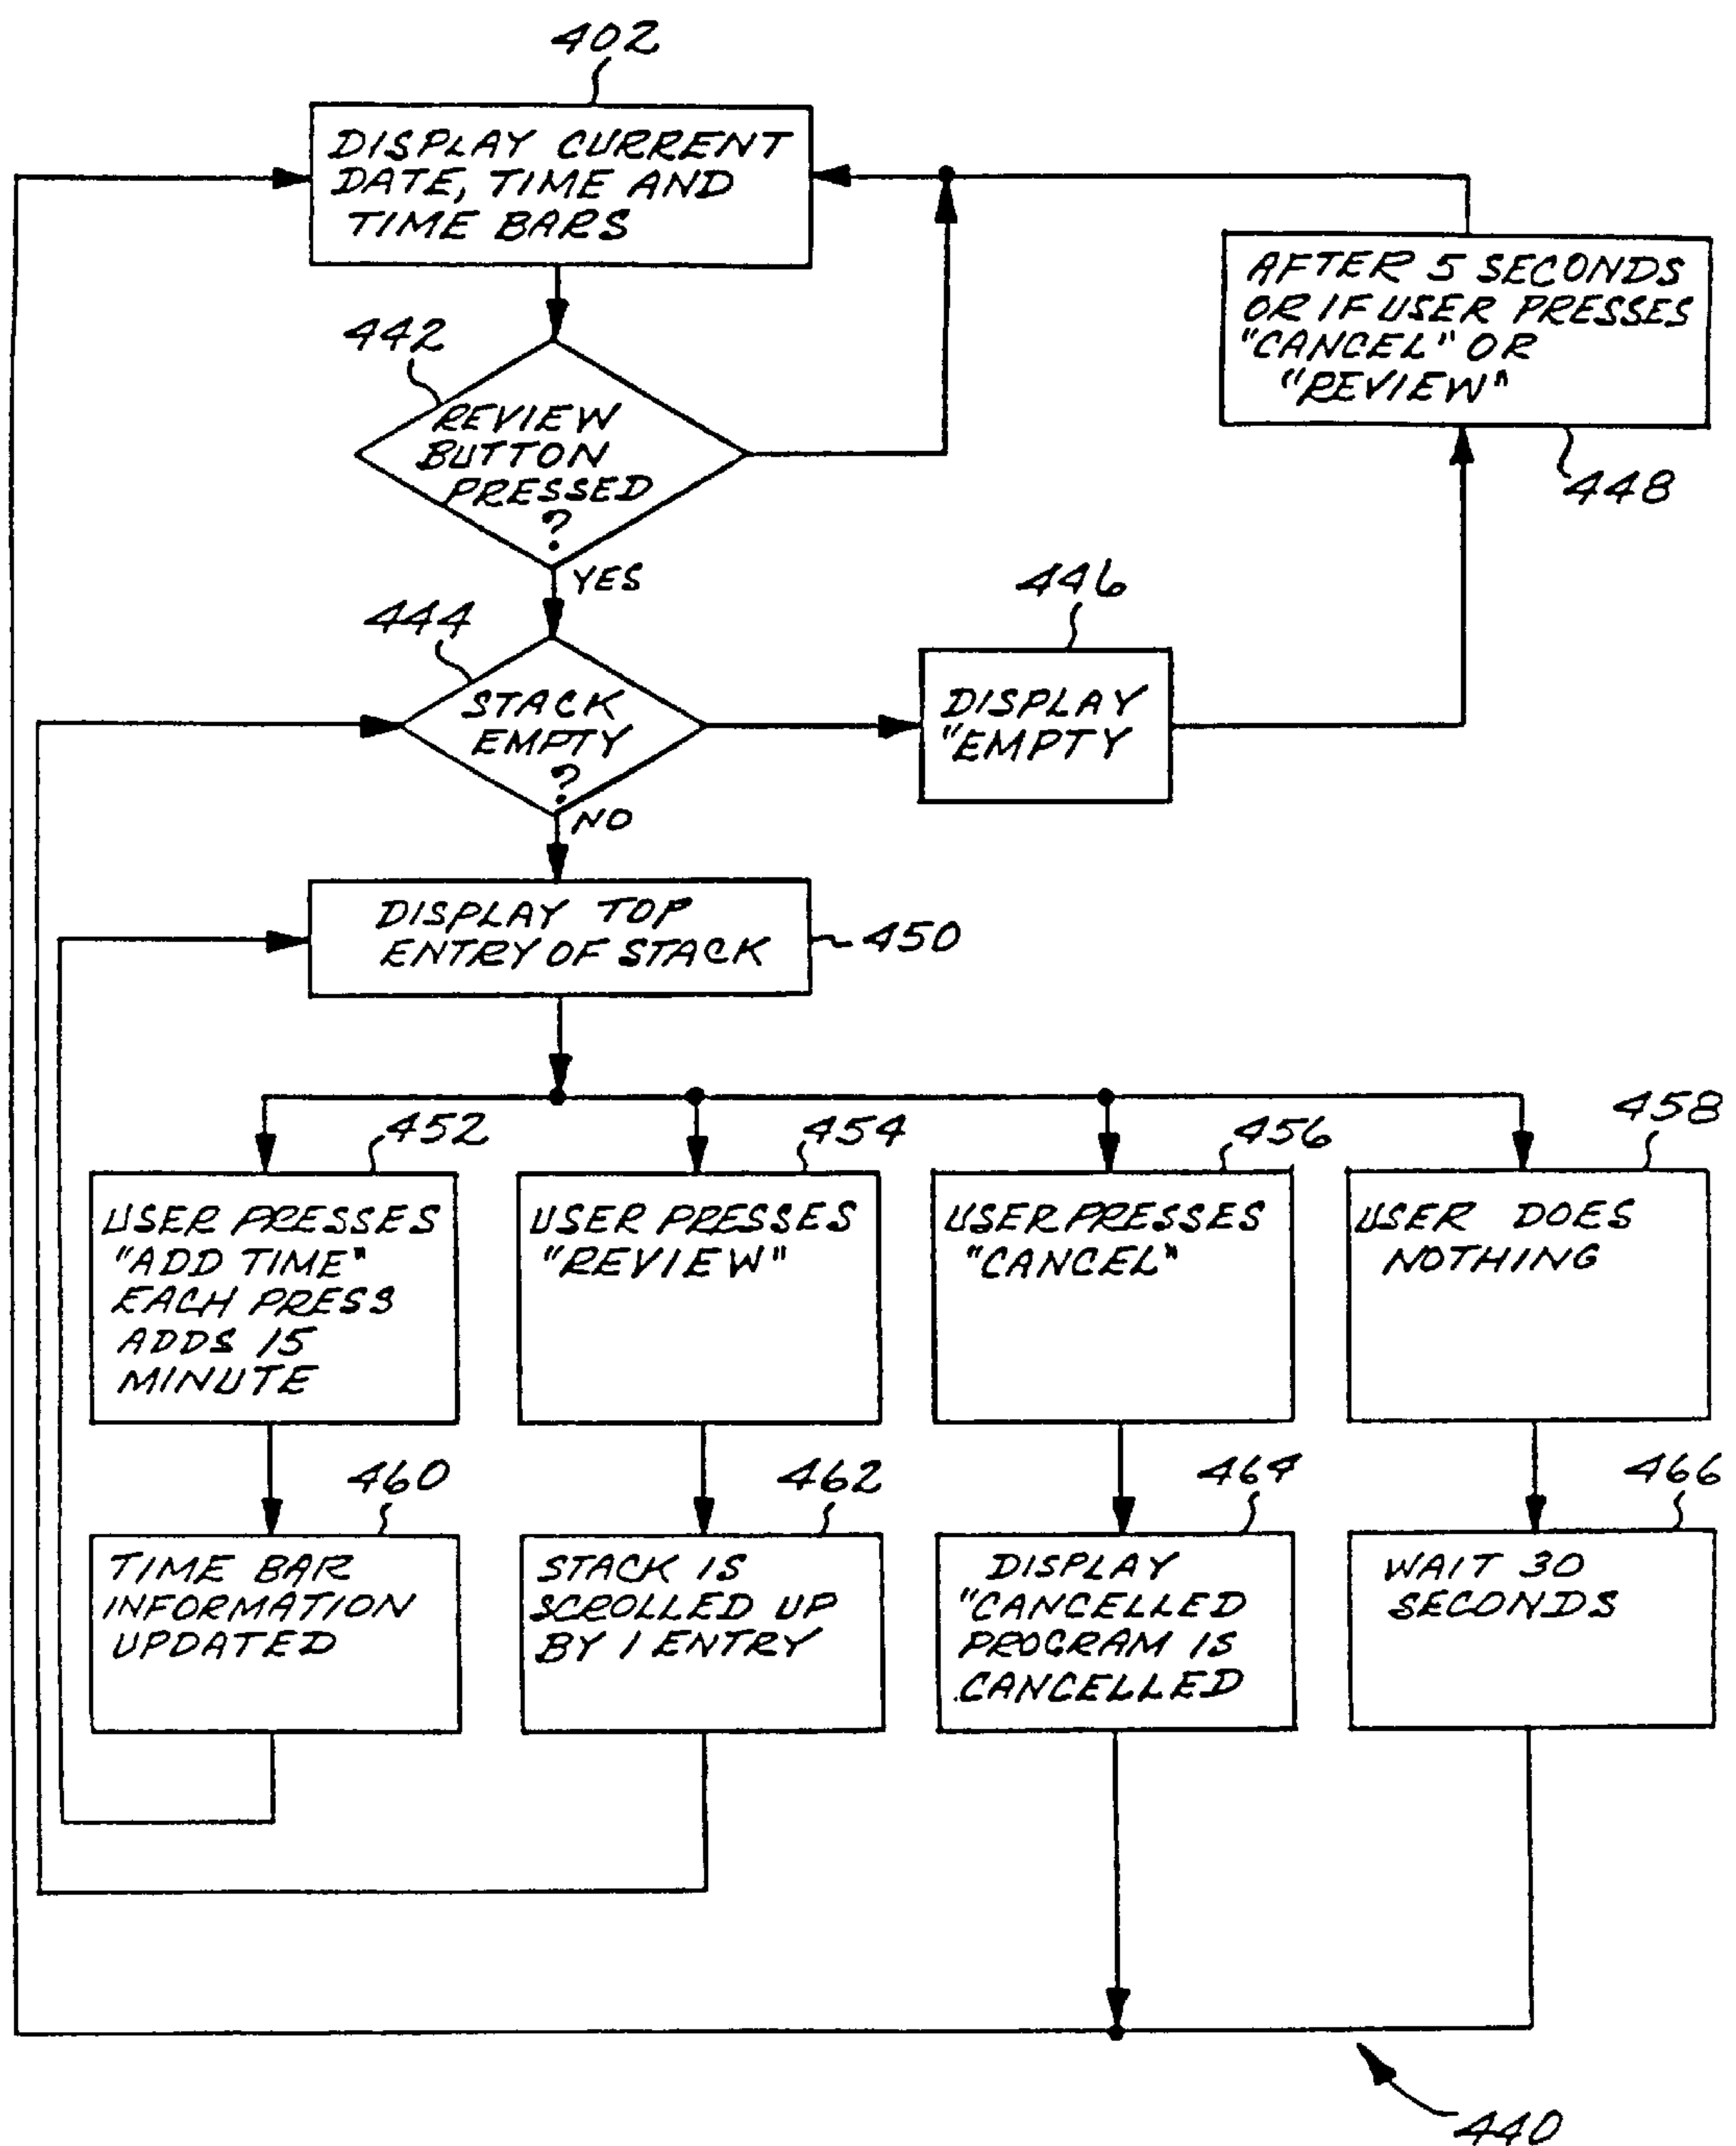 402
DISPLAY CURRENT
DATE, TIME AND
TIME BARS
442
REVIEW
BUTTON
PRESSED
?
YES
AFTER 5 SECONDS
OR IF USER PRESSES
"CANCEL" OR
"REVIEW"
448
444
STACK
EMPTY
?
NO
446
DISPLAY
"EMPTY
DISPLAY TOP
ENTRY OF STACK
450
452
USER PRESSES
"ADD TIME"
EACH PRESS
ADDS 15
MINUTE
454
USER PRESSES
"REVIEW"
456
USER PRESSES
"CANCEL"
458
USER DOES
NOTHING
460
TIME BAR
INFORMATION
UPDATED
462
STACK IS
SCROLLED UP
BY 1 ENTRY
464
DISPLAY
"CANCELLED
PROGRAM IS
CANCELLED
466
WAIT 30
SECONDS
440